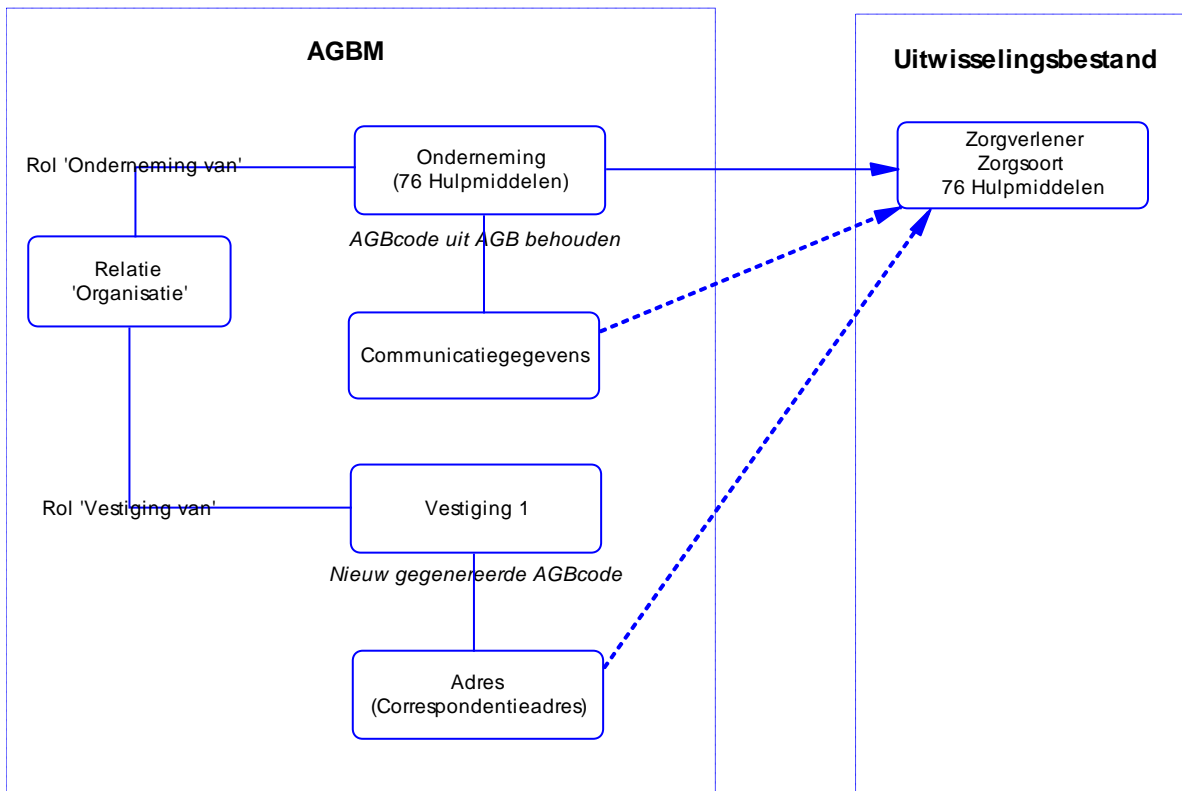 AGBM
Uitwisselingsbestand
Rol 'Onderneming van'
Onderneming
(76 Hulpmiddelen)
Zorgverlener
Zorgsoort
76 Hulpmiddelen
AGBcode uit AGB behouden
Relatie
'Organisatie'
Communicatiegegevens
Rol 'Vestiging van'
Vestiging 1
Nieuw gegenereerde AGBcode
Adres
(Correspondentieadres)